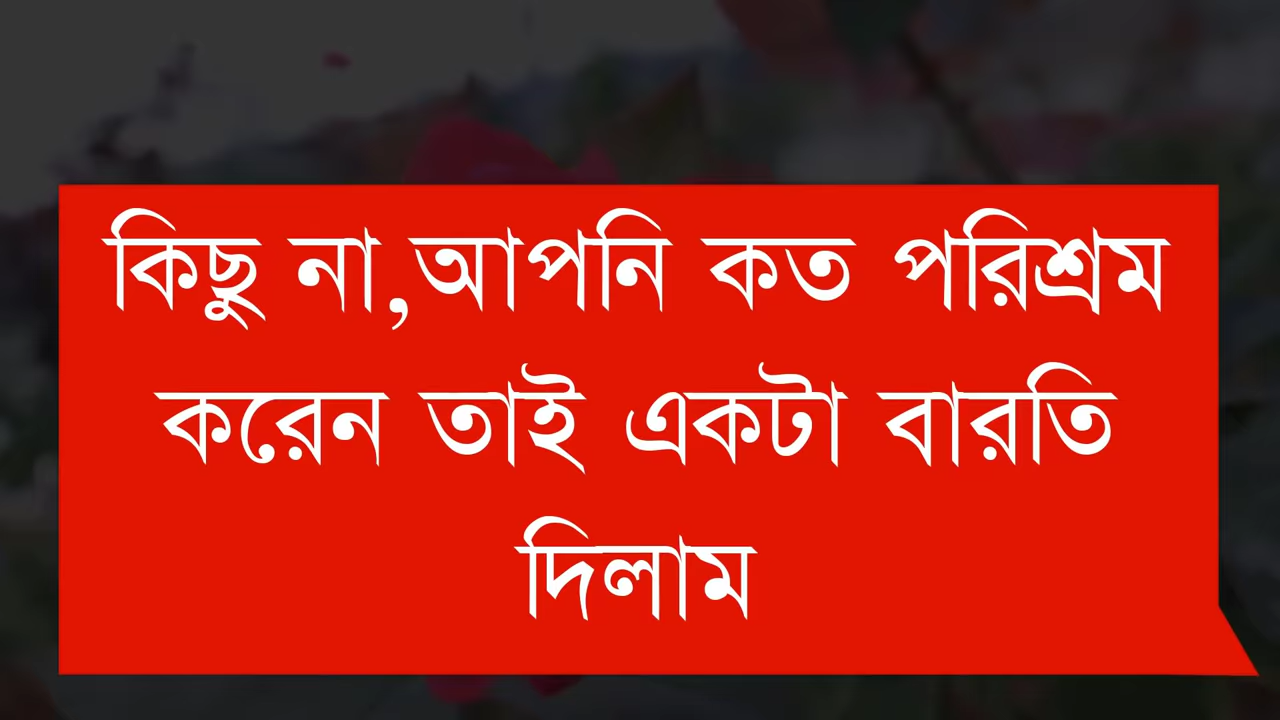 কিছু না,আপনি কত পরিশ্রম
করেন তাই একটা বারতি
দিলাম